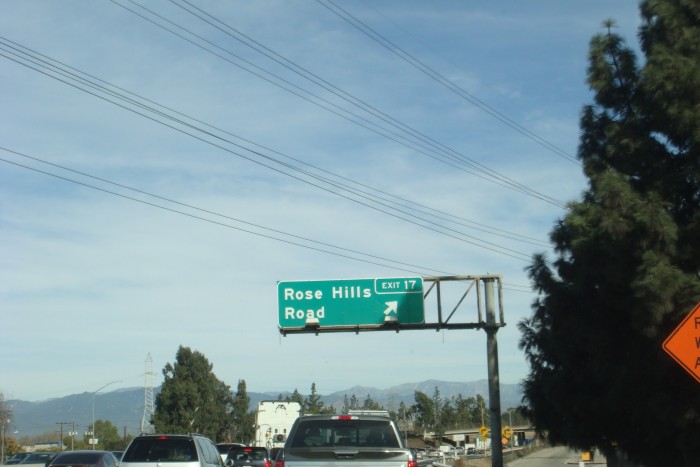 Rose Hills
Road
EXIT 17